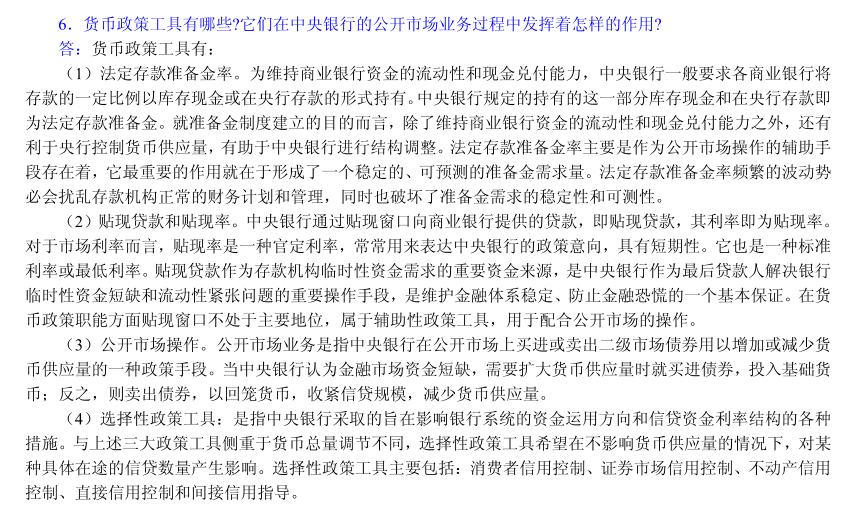 6．货币政策工具有哪些?它们在中央银行的公开市场业务过程中发挥着怎样的作用?
答：货币政策工具有：
（1）法定存款准备金率。为维持商业银行资金的流动性和现金兑付能力，中央银行一般要求各商业银行将
存款的一定比例以库存现金或在央行存款的形式持有。中央银行规定的持有的这一部分库存现金和在央行存款即
为法定存款准备金。就准备金制度建立的目的而言，除了维持商业银行资金的流动性和现金兑付能力之外，还有
利于央行控制货币供应量，有助于中央银行进行结构调整。法定存款准备金率主要是作为公开市场操作的辅助手
段存在着，它最重要的作用就在于形成了一个稳定的、可预测的准备金需求量。法定存款准备金率频繁的波动势
必会扰乱存款机构正常的财务计划和管理，同时也破坏了准备金需求的稳定性和可测性。
（2）贴现贷款和贴现率。中央银行通过贴现窗口向商业银行提供的贷款，即贴现贷款，其利率即为贴现率。
对于市场利率而言，贴现率是一种官定利率，常常用来表达中央银行的政策意向，具有短期性。它也是一种标准
利率或最低利率。贴现贷款作为存款机构临时性资金需求的重要资金来源，是中央银行作为最后贷款人解决银行
临时性资金短缺和流动性紧张问题的重要操作手段，是维护金融体系稳定、防止金融恐慌的一个基本保证。在货
币政策职能方面贴现窗口不处于主要地位，属于辅助性政策工具，用于配合公开市场的操作。
（3）公开市场操作。公开市场业务是指中央银行在公开市场上买进或卖出二级市场债券用以增加或减少货
币供应量的一种政策手段。当中央银行认为金融市场资金短缺，需要扩大货币供应量时就买进债券，投入基础货
币；反之，则卖出债券，以回笼货币，收紧信贷规模，减少货币供应量。
（4）选择性政策工具：是指中央银行采取的旨在影响银行系统的资金运用方向和信贷资金利率结构的各种
措施。与上述三大政策工具侧重于货币总量调节不同，选择性政策工具希望在不影响货币供应量的情况下，对某
种具体在途的信贷数量产生影响。选择性政策工具主要包括：消费者信用控制、证券市场信用控制、不动产信用
控制、直接信用控制和间接信用指导。